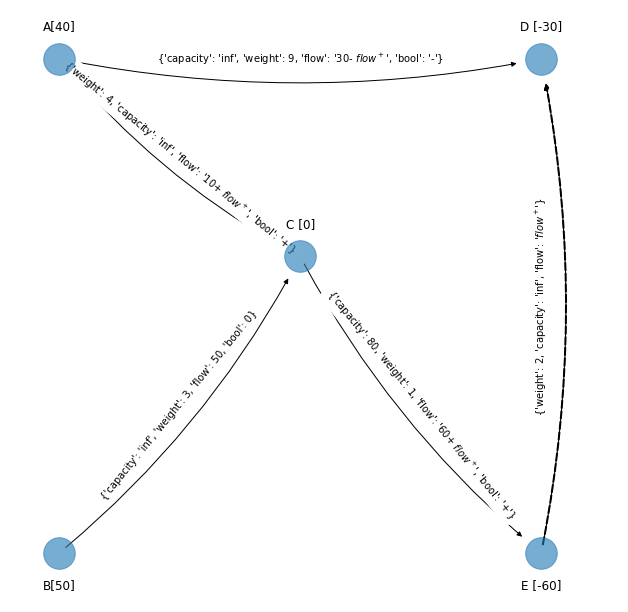 A[40]
D [-30]
{'capacity': 'inf', 'weight': 9, 'flow': '30- flow⁺', 'bool': '-'}
{'weight': 4, 'capacity': 'inf', 'flow': '10+ flow⁺', 'bool': '+'}
C [0]
{'weight': 2, 'capacity': 'inf', 'flow': 'flow⁺'}
{'capacity': 'inf', 'weight': 3, 'flow': 50, 'bool': 0}
{'capacity': 80, 'weight': 1, 'flow': '60+ flow⁺', 'bool': '+'}
B[50]
E [-60]